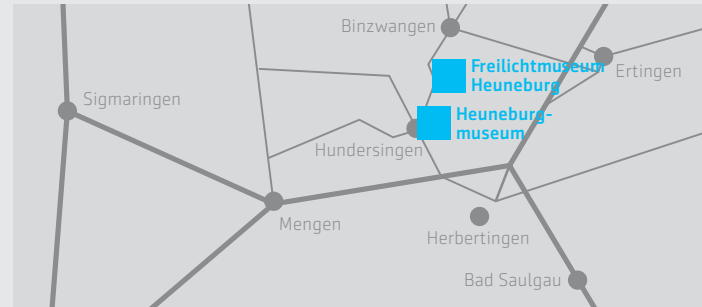 Binzwangen
Freilichtmuseum
Heuneburg
Ertingen
Sigmaringen
Heuneburg-
museum
Hundersingen
Mengen
Herbertingen
Bad Saulgau